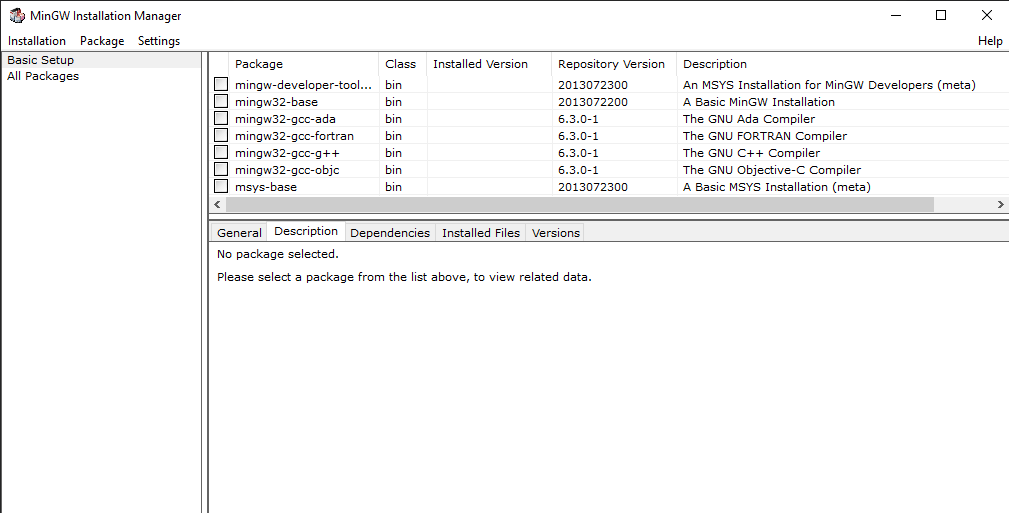 MinGW Installation Manager
Installation Package Settings Help
Basic Setup
All Packages
Package Class Installed Version Repository Version Description
mingw-developer-tool... bin 2013072300 An MSYS Installation for MinGW Developers (meta)
mingw32-base bin 2013072200 A Basic MinGW Installation
mingw32-gcc-ada bin 6.3.0-1 The GNU Ada Compiler
mingw32-gcc-fortran bin 6.3.0-1 The GNU FORTRAN Compiler
mingw32-gcc-g++ bin 6.3.0-1 The GNU C++ Compiler
mingw32-gcc-objc bin 6.3.0-1 The GNU Objective-C Compiler
msys-base bin 2013072300 A Basic MSYS Installation (meta)
General Description Dependencies Installed Files Versions
No package selected.
Please select a package from the list above, to view related data.